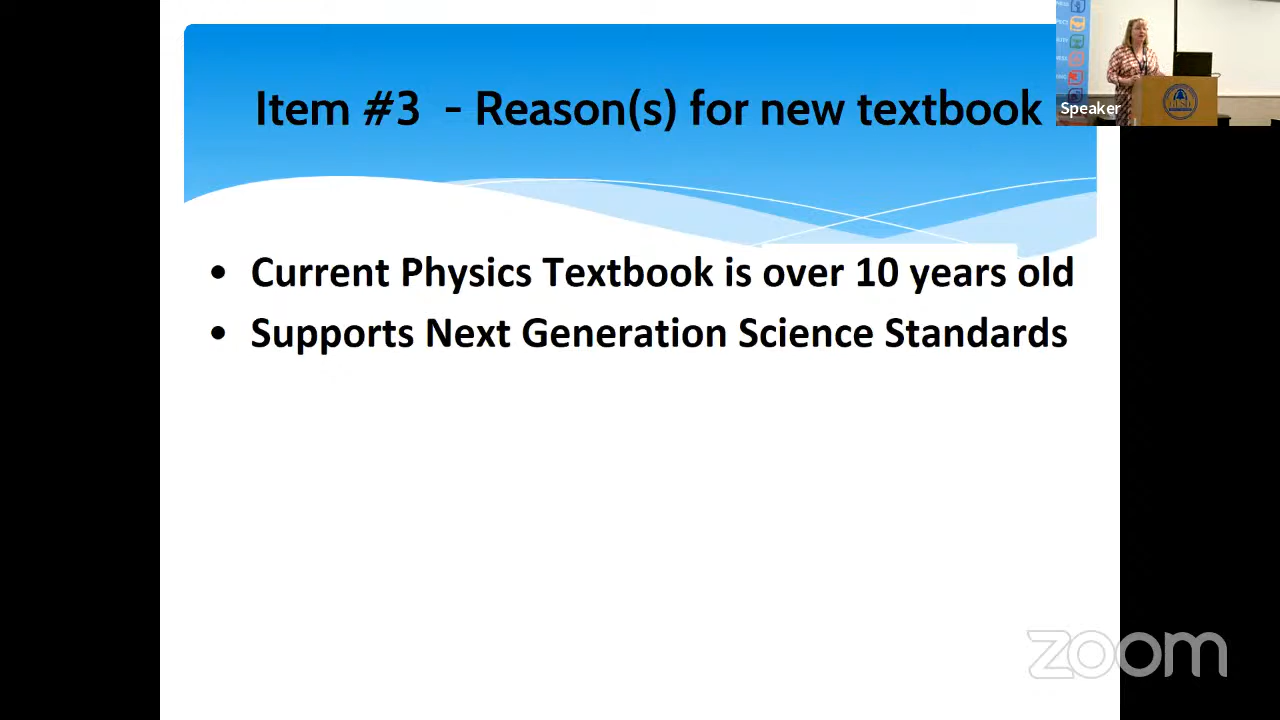 Item #3 - Reason(s) for new textbook
Speaker
• Current Physics Textbook is over 10 years old
• Supports Next Generation Science Standards
zoom